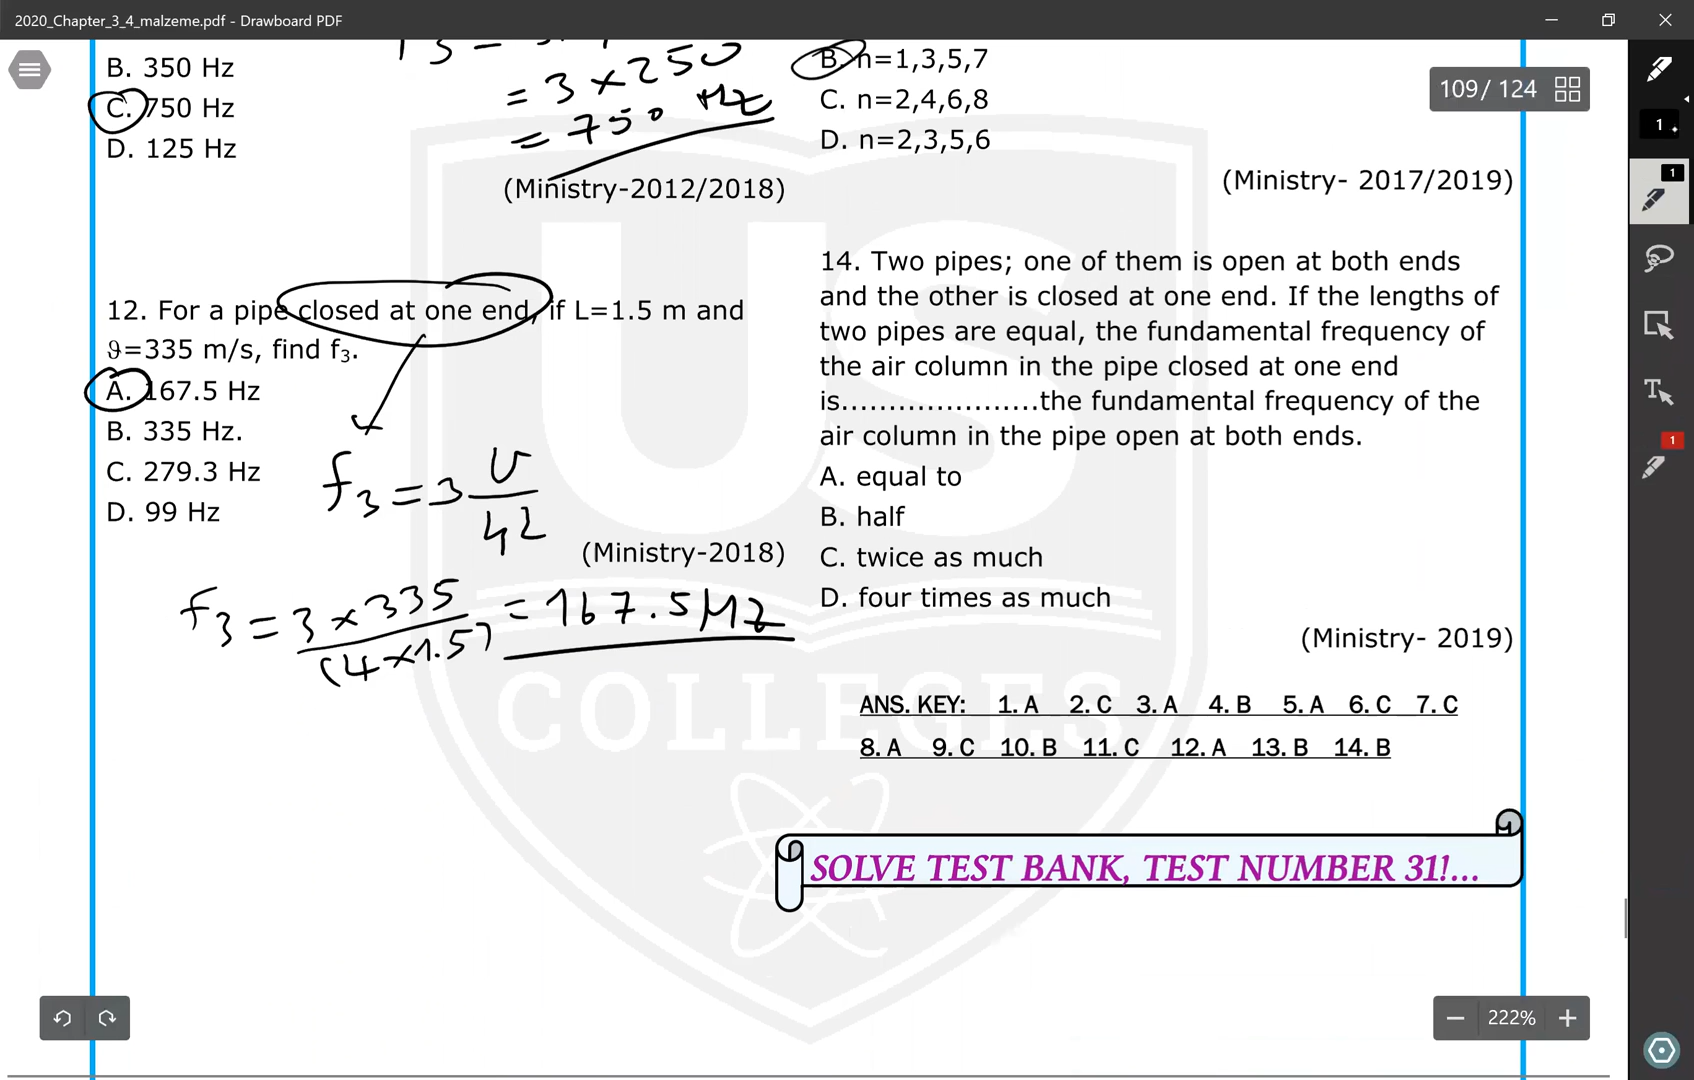 2020_Chapter_3_4_malzeme.pdf - Drawboard PDF
B. 350 Hz
C. 750 Hz
D. 125 Hz
= 3 × 250
= 750 Hz
(Ministry-2012/2018)
12. For a pipe closed at one end, if L=1.5 m and
ϑ=335 m/s, find f₃.
A. 167.5 Hz
B. 335 Hz.
C. 279.3 Hz
D. 99 Hz
f₃ = 3 v/4L
(Ministry-2018)
f₃ = 3 × 335/(4×1.5) = 167.5 Hz
B. n=1,3,5,7
C. n=2,4,6,8
D. n=2,3,5,6
(Ministry- 2017/2019)
14. Two pipes; one of them is open at both ends
and the other is closed at one end. If the lengths of
two pipes are equal, the fundamental frequency of
the air column in the pipe closed at one end
is.....................the fundamental frequency of the
air column in the pipe open at both ends.
A. equal to
B. half
C. twice as much
D. four times as much
(Ministry- 2019)
ANS. KEY: 1. A 2. C 3. A 4. B 5. A 6. C 7. C
8. A 9. C 10. B 11. C 12. A 13. B 14. B
SOLVE TEST BANK, TEST NUMBER 31!...
US
COLLEGES
109 / 124
1
1
1
222%